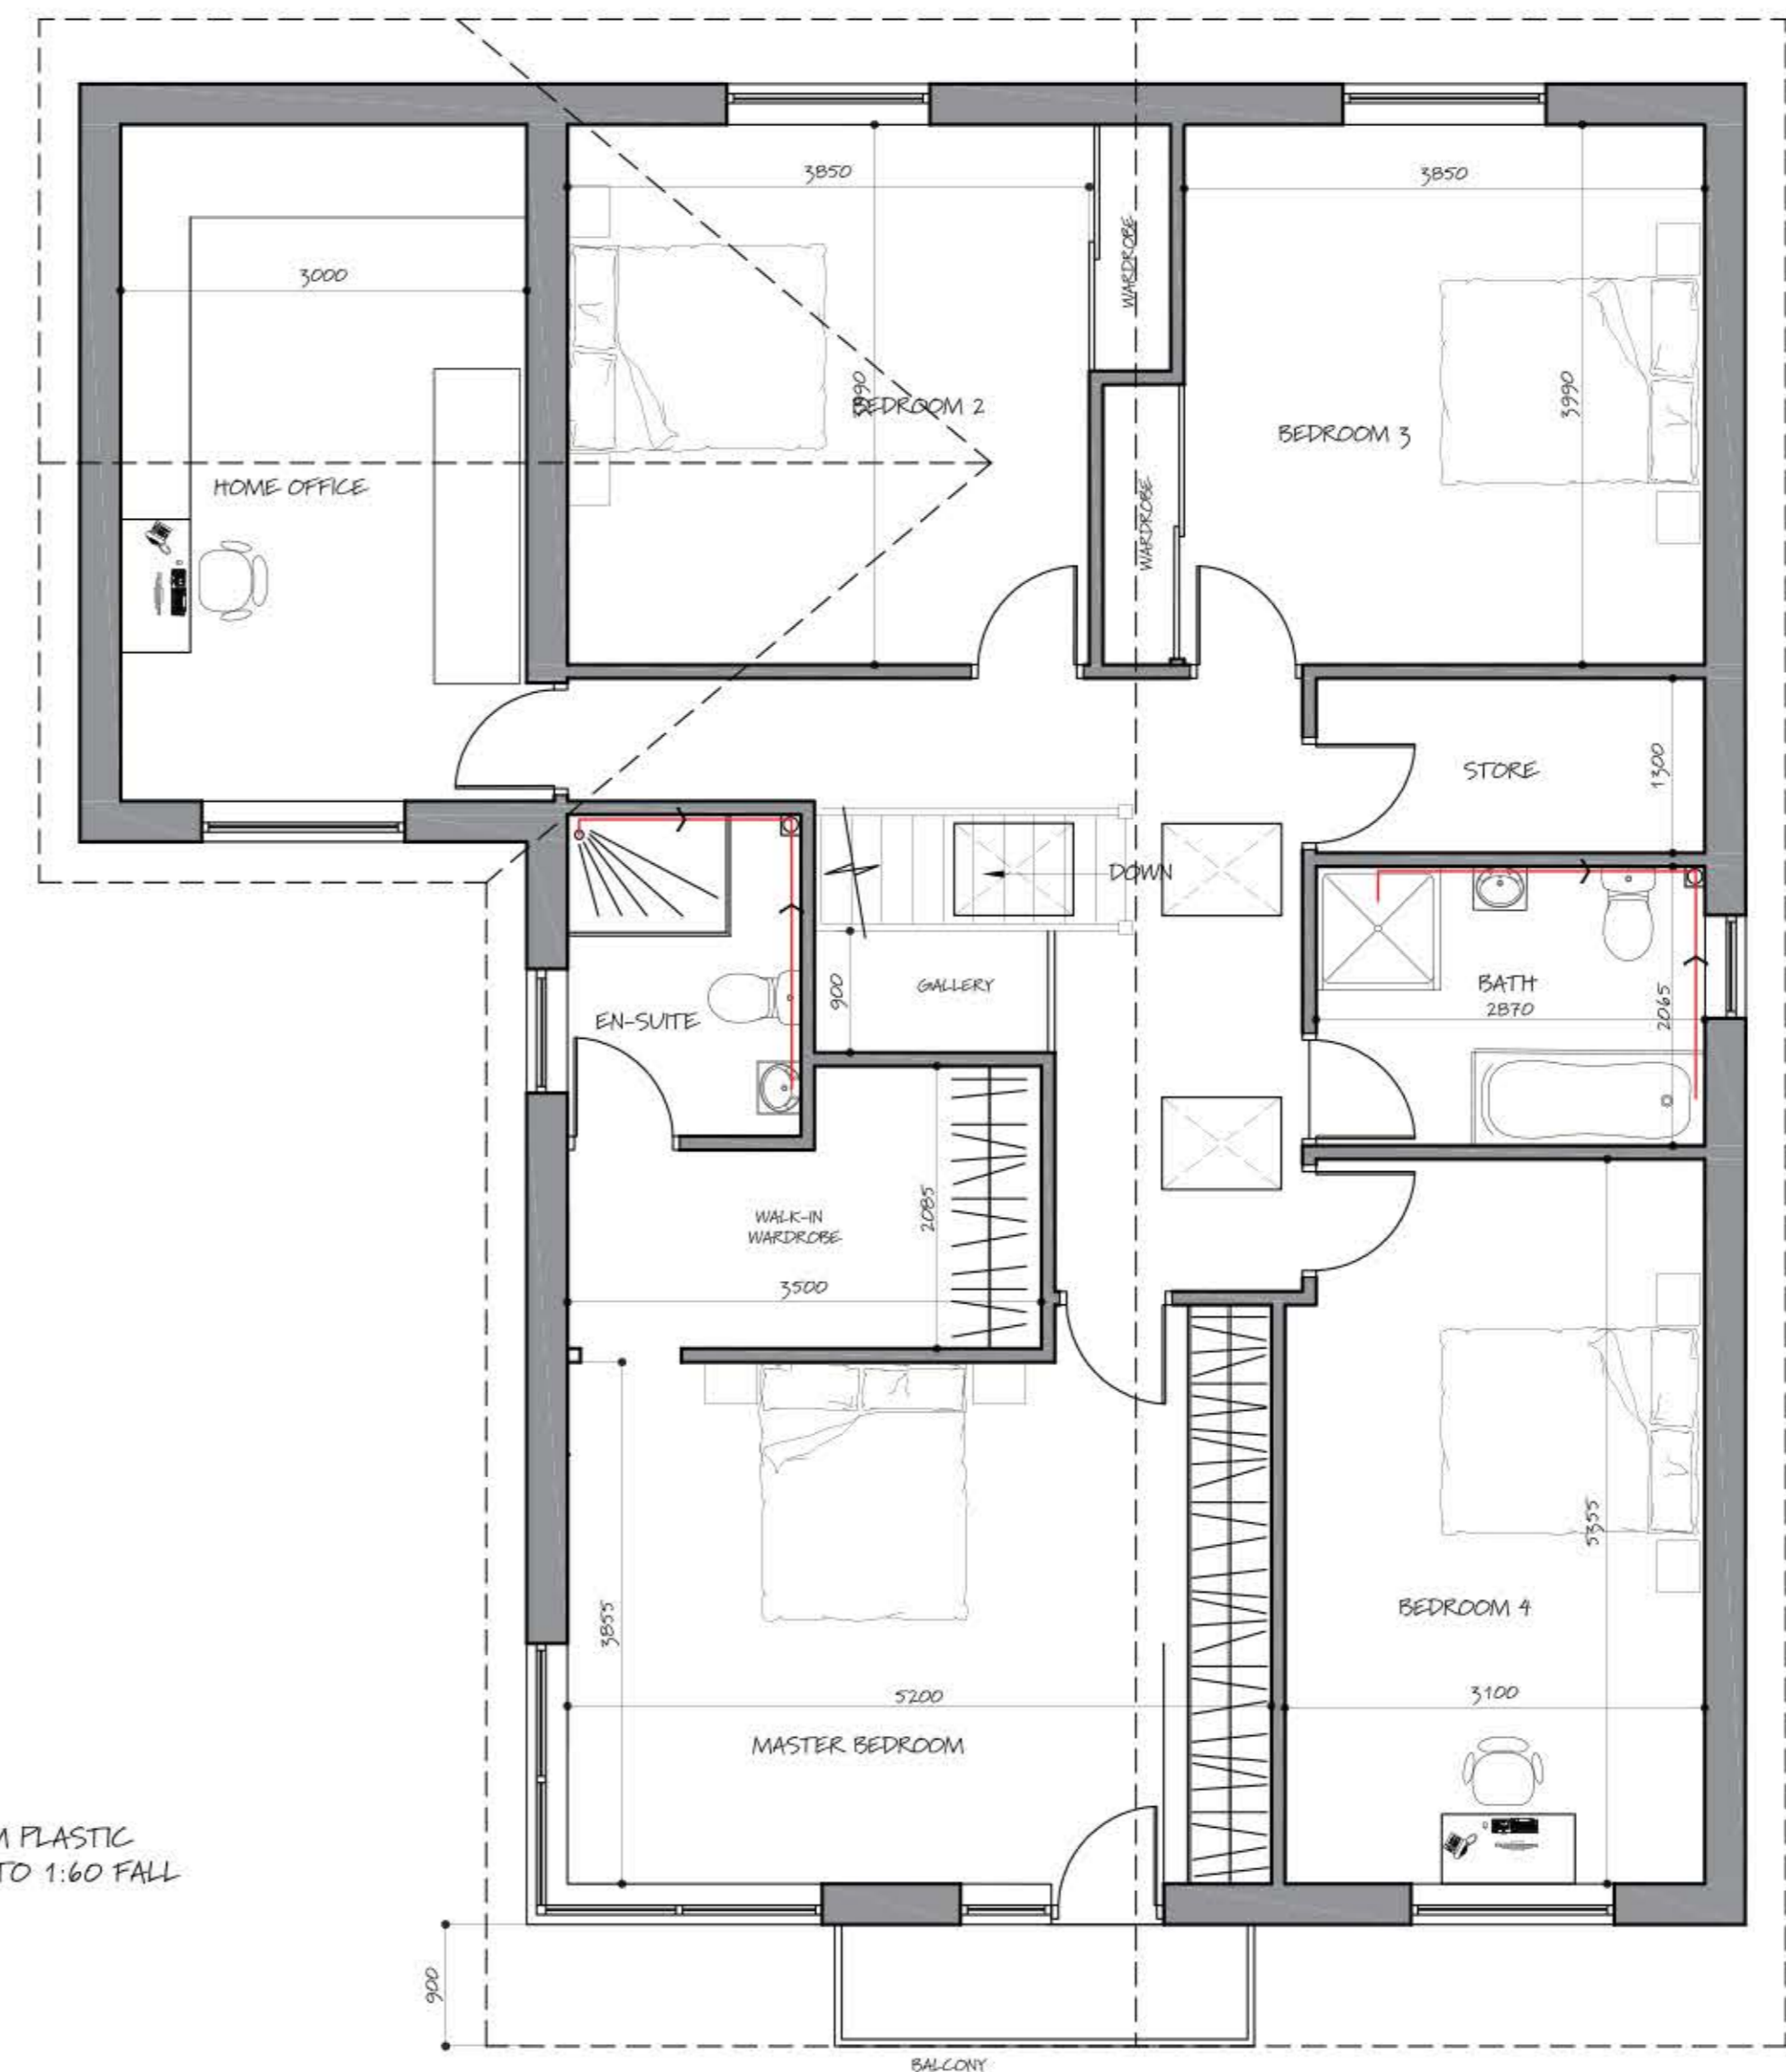 3850
3850
WARDROBE
3000
3990
BEDROOM 2
3990
BEDROOM 3
HOME OFFICE
WARDROBE
STORE
1300
DOWN
900
GALLERY
BATH
2870
2065
EN-SUITE
WALK-IN
WARDROBE
2085
3500
5355
3855
BEDROOM 4
5200
3100
MASTER BEDROOM
PLASTIC
TO 1:60 FALL
900
BALCONY